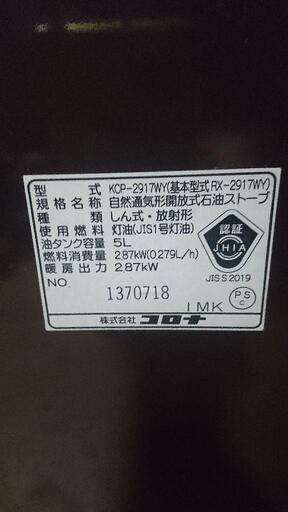 型式 KCP-2917WY(基本型式 RX-2917WY)
規格名称 自然通気形開放式石油ストーブ
種類 しん式・放射形
使用燃料 灯油(JIS1号灯油)
油タンク容量 5L
燃料消費量 2.87kW(0.279L/h)
暖房出力 2.87kW
NO. 1370718
認証
JHIA
JIS S 2019
1MK
PS
C
株式会社 コロナ